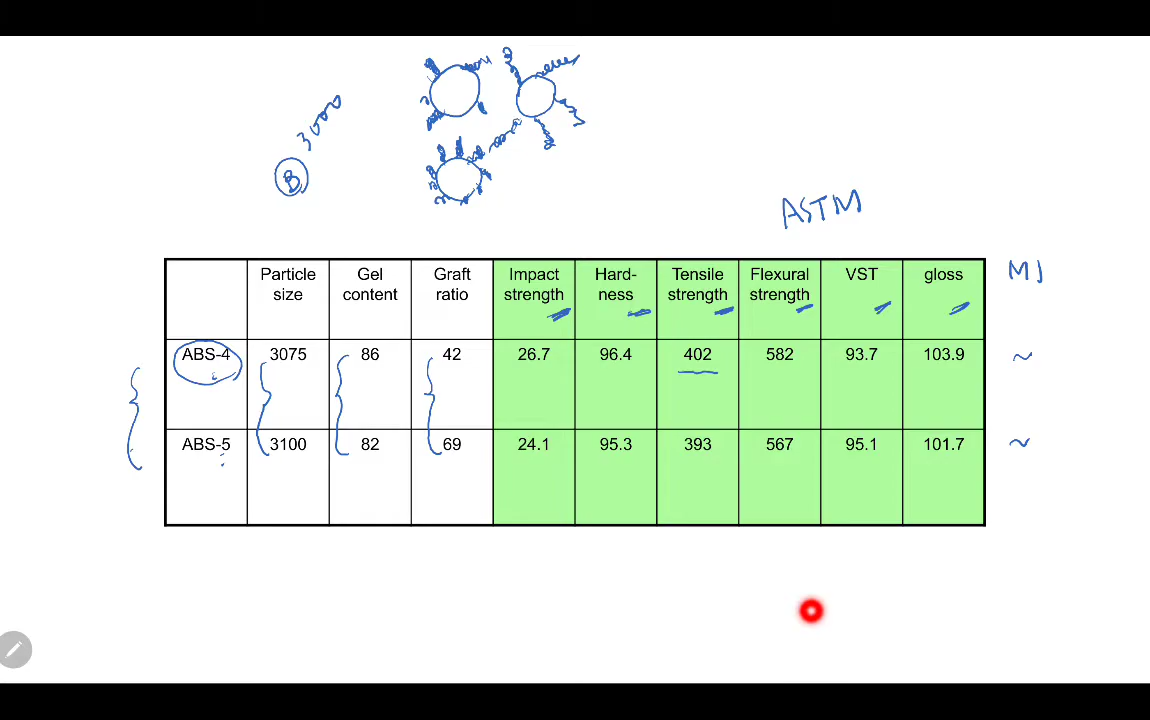 3000
B
ASTM
Particle size Gel content Graft ratio Impact strength Hard-ness Tensile strength Flexural strength VST gloss MJ
ABS-4 3075 86 42 26.7 96.4 402 582 93.7 103.9 ~
ABS-5 3100 82 69 24.1 95.3 393 567 95.1 101.7 ~